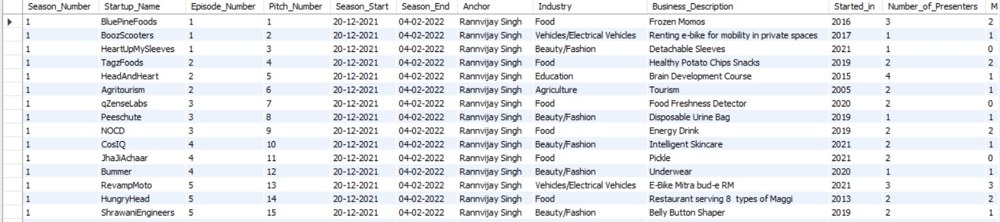 Season_Number Startup_Name Episode_Number Pitch_Number Season_Start Season_End Anchor Industry Business_Description Started_in Number_of_Presenters M
1 BluePineFoods 1 1 20-12-2021 04-02-2022 Rannvijay Singh Food Frozen Momos 2016 3 2
1 BoozScooters 1 2 20-12-2021 04-02-2022 Rannvijay Singh Vehicles/Electrical Vehicles Renting e-bike for mobility in private spaces 2017 1 1
1 HeartUpMySleeves 1 3 20-12-2021 04-02-2022 Rannvijay Singh Beauty/Fashion Detachable Sleeves 2021 1 0
1 TagzFoods 2 4 20-12-2021 04-02-2022 Rannvijay Singh Food Healthy Potato Chips Snacks 2019 2 2
1 HeadAndHeart 2 5 20-12-2021 04-02-2022 Rannvijay Singh Education Brain Development Course 2015 4 1
1 Agritourism 2 6 20-12-2021 04-02-2022 Rannvijay Singh Agriculture Tourism 2005 2 1
1 qZenseLabs 3 7 20-12-2021 04-02-2022 Rannvijay Singh Food Food Freshness Detector 2020 2 0
1 Peeschute 3 8 20-12-2021 04-02-2022 Rannvijay Singh Beauty/Fashion Disposable Urine Bag 2019 1 1
1 NOCD 3 9 20-12-2021 04-02-2022 Rannvijay Singh Food Energy Drink 2019 2 2
1 CosIQ 4 10 20-12-2021 04-02-2022 Rannvijay Singh Beauty/Fashion Intelligent Skincare 2021 2 1
1 JhaJiAchaar 4 11 20-12-2021 04-02-2022 Rannvijay Singh Food Pickle 2021 2 0
1 Bummer 4 12 20-12-2021 04-02-2022 Rannvijay Singh Beauty/Fashion Underwear 2020 1 1
1 RevampMoto 5 13 20-12-2021 04-02-2022 Rannvijay Singh Vehicles/Electrical Vehicles E-Bike Mitra bud-e RM 2021 3 3
1 HungryHead 5 14 20-12-2021 04-02-2022 Rannvijay Singh Food Restaurant serving 8  types of Maggi 2013 2 2
1 ShrawaniEngineers 5 15 20-12-2021 04-02-2022 Rannvijay Singh Beauty/Fashion Belly Button Shaper 2019 2 1